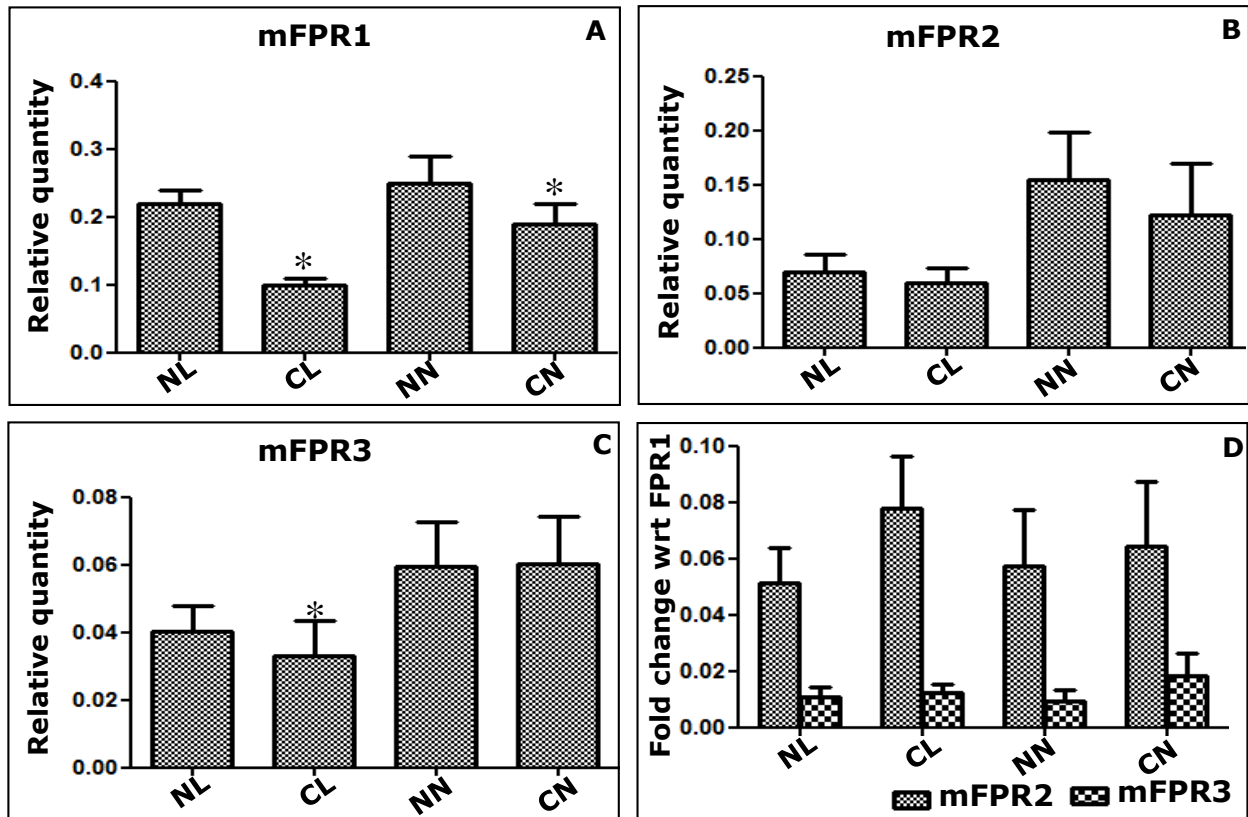 mFPR1
A
Relative quantity
0.4
0.3
0.2
0.1
0.0
*
*
NL
CL
NN
CN
mFPR2
B
Relative quantity
0.25
0.20
0.15
0.10
0.05
0.00
NL
CL
NN
CN
mFPR3
C
Relative quantity
0.08
0.06
0.04
0.02
0.00
*
NL
CL
NN
CN
D
Fold change wrt FPR1
0.10
0.08
0.06
0.04
0.02
0.00
NL
CL
NN
CN
mFPR2 mFPR3